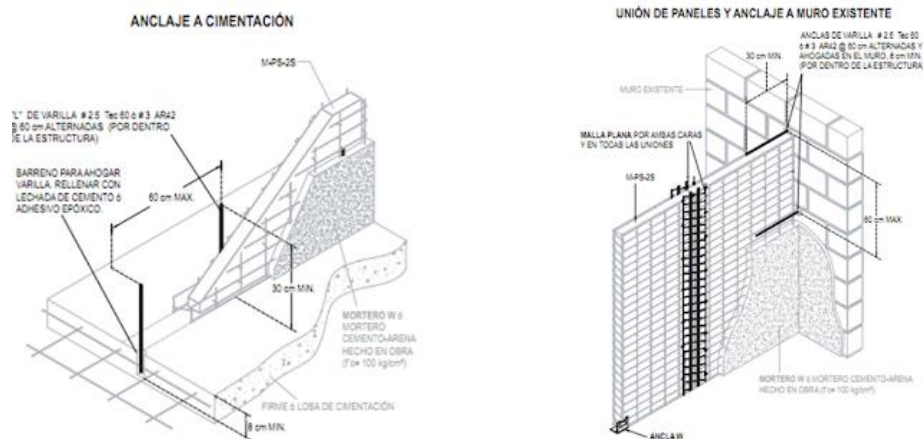 ANCLAJE A CIMENTACIÓN
M-PS-2S
"L" DE VARILLA # 2.5 Tec 60 ó # 3 AR42
@ 60 cm ALTERNADAS (POR DENTRO
DE LA ESTRUCTURA)
BARRENO PARA AHOGAR
VARILLA. RELLENAR CON
LECHADA DE CEMENTO ó
ADHESIVO EPÓXICO.
60 cm MAX.
30 cm MIN.
MORTERO W ó
MORTERO
CEMENTO-ARENA
HECHO EN OBRA
(f'c= 100 kg/cm²)
FIRME ó LOSA DE CIMENTACIÓN
8 cm MIN.
UNIÓN DE PANELES Y ANCLAJE A MURO EXISTENTE
ANCLAS DE VARILLA # 2.5 Tec 60
ó # 3 AR42 @ 60 cm ALTERNADAS Y
AHOGADAS EN EL MURO, 8 cm MIN.
(POR DENTRO DE LA ESTRUCTURA)
30 cm MIN.
MURO EXISTENTE
MALLA PLANA POR AMBAS CARAS
Y EN TODAS LAS UNIONES
M-PS-2S
60 cm MAX.
MORTERO W ó MORTERO CEMENTO-ARENA
HECHO EN OBRA (f'c= 100 kg/cm²)
ANCLA W